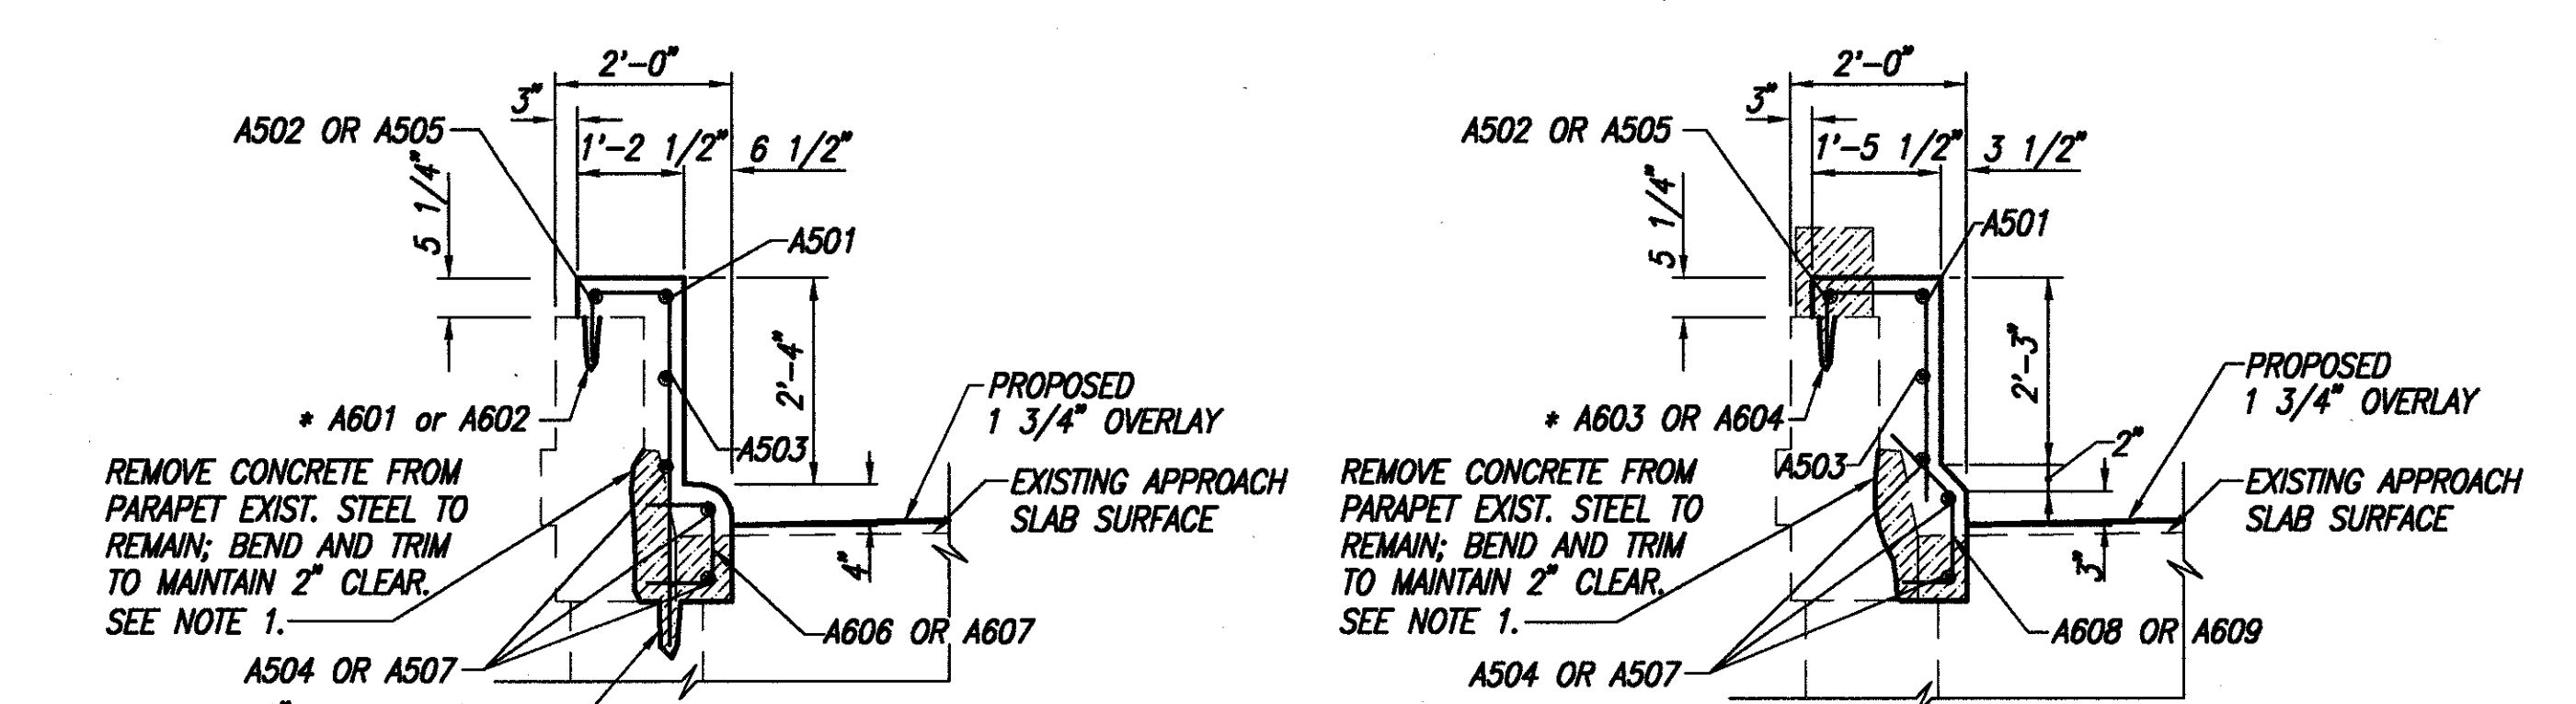 2'-0"
3"
A502 OR A505
1'-2 1/2"
6 1/2"
5 1/4"
A501
2'-4"
* A601 or A602
PROPOSED
1 3/4" OVERLAY
A503
REMOVE CONCRETE FROM
PARAPET EXIST. STEEL TO
REMAIN; BEND AND TRIM
TO MAINTAIN 2" CLEAR.
SEE NOTE 1.
EXISTING APPROACH
SLAB SURFACE
4"
A606 OR A607
A504 OR A507
2'-0"
3"
A502 OR A505
1'-5 1/2"
3 1/2"
5 1/4"
A501
2'-3"
PROPOSED
1 3/4" OVERLAY
* A603 OR A604
2"
A503
REMOVE CONCRETE FROM
PARAPET EXIST. STEEL TO
REMAIN; BEND AND TRIM
TO MAINTAIN 2" CLEAR.
SEE NOTE 1.
EXISTING APPROACH
SLAB SURFACE
3"
A608 OR A609
A504 OR A507